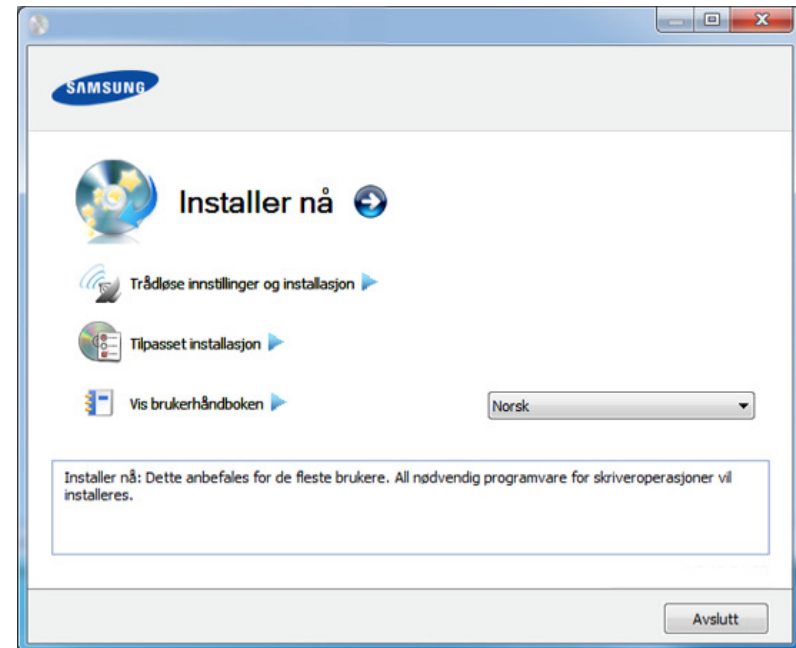 SAMSUNG
Installer nå
Trådløse innstillinger og installasjon
Tilpasset installasjon
Vis brukerhåndboken
Norsk
Installer nå: Dette anbefales for de fleste brukere. All nødvendig programvare for skriveroperasjoner vil
installeres.
Avslutt